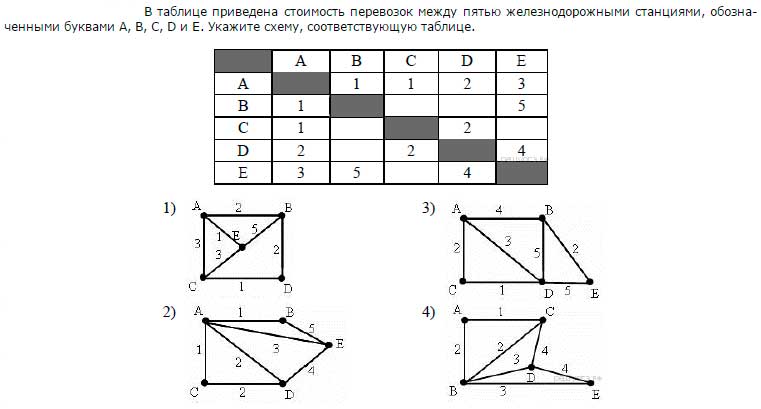 В таблице приведена стоимость перевозок между пятью железнодорожными станциями, обозна-
ченными буквами A, B, C, D и E. Укажите схему, соответствующую таблице.
A B C D E
A 1 1 2 3
B 1 5
C 1 2
D 2 2 4
E 3 5 4
1) A 2 B
3 1 E 5 2
3
C 1 D
3) A 4 B
2 3 5 2
C 1 D 5 E
2) A 1 B
5
1 3 E
2 4
C 2 D
4) A 1 C
2 2 3 4
D 4
B 3 E